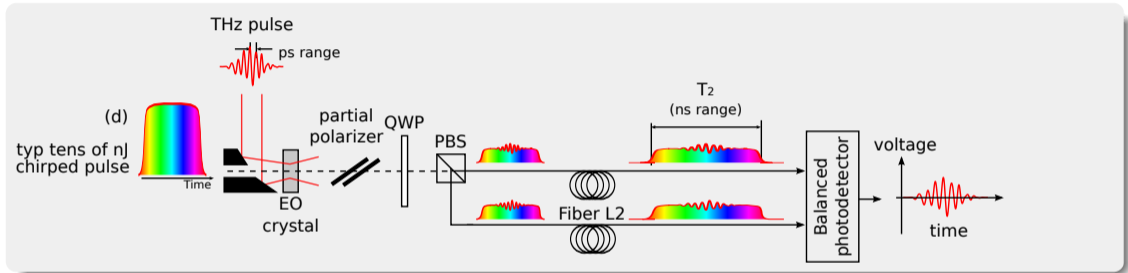 THz pulse
ps range
(d)
typ tens of nJ
chirped pulse
Time
EO
crystal
partial
polarizer
QWP
PBS
Fiber L2
T₂
(ns range)
Balanced
photodetector
voltage
time